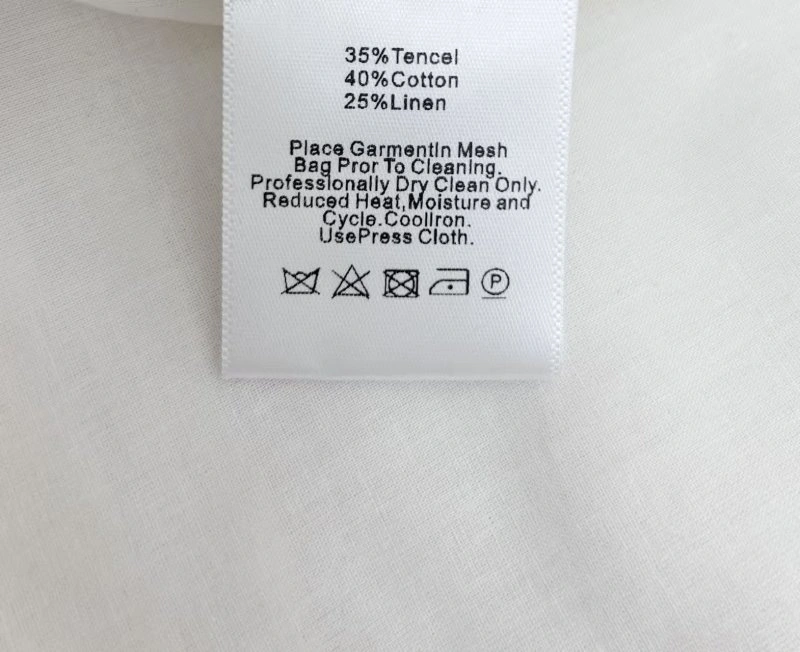 35%Tencel
40%Cotton
25%Linen
Place GarmentIn Mesh
Bag Pror To Cleaning.
Professionally Dry Clean Only.
Reduced Heat,Moisture and
Cycle.CoolIron.
UsePress Cloth.
P